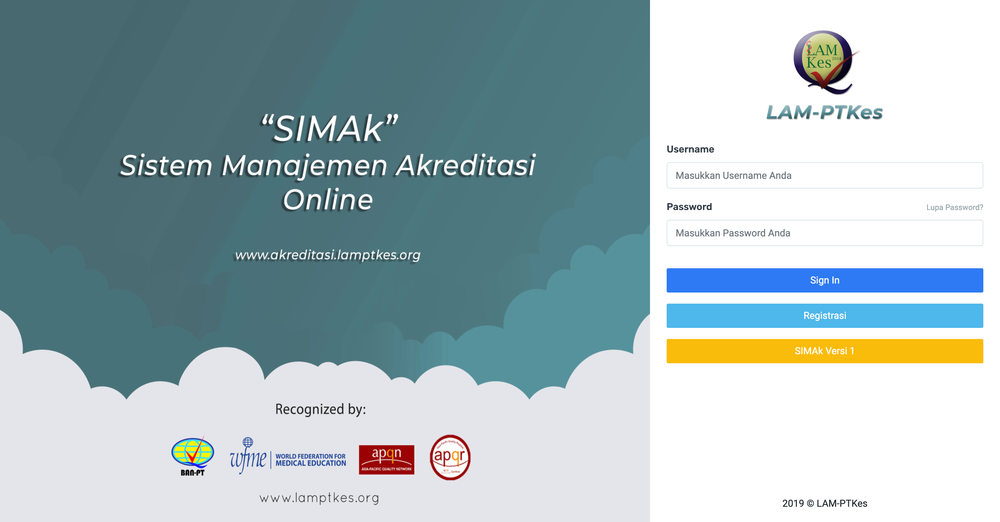 “SIMAk”
Sistem Manajemen Akreditasi
Online
www.akreditasi.lamptkes.org
Recognized by:
BAN-PT
wfme
WORLD FEDERATION FOR
MEDICAL EDUCATION
apqn
ASIA-PACIFIC QUALITY NETWORK
Asia Pacific Quality Register
apqr
Certified
www.lamptkes.org
LAM
Kes 2014
LAM-PTKes
Username
Masukkan Username Anda
Password
Lupa Password?
Masukkan Password Anda
Sign In
Registrasi
SIMAk Versi 1
2019 © LAM-PTKes